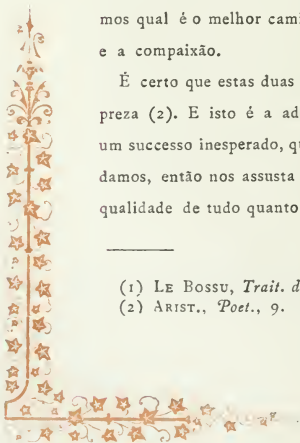 mos qual é o melhor cami
e a compaixão.
É certo que estas duas
preza (2). E isto é a ad
um successo inesperado, q
damos, então nos assusta
qualidade de tudo quanto
(1) LE BOSSU, Trait. d
(2) ARIST., Poet., 9.